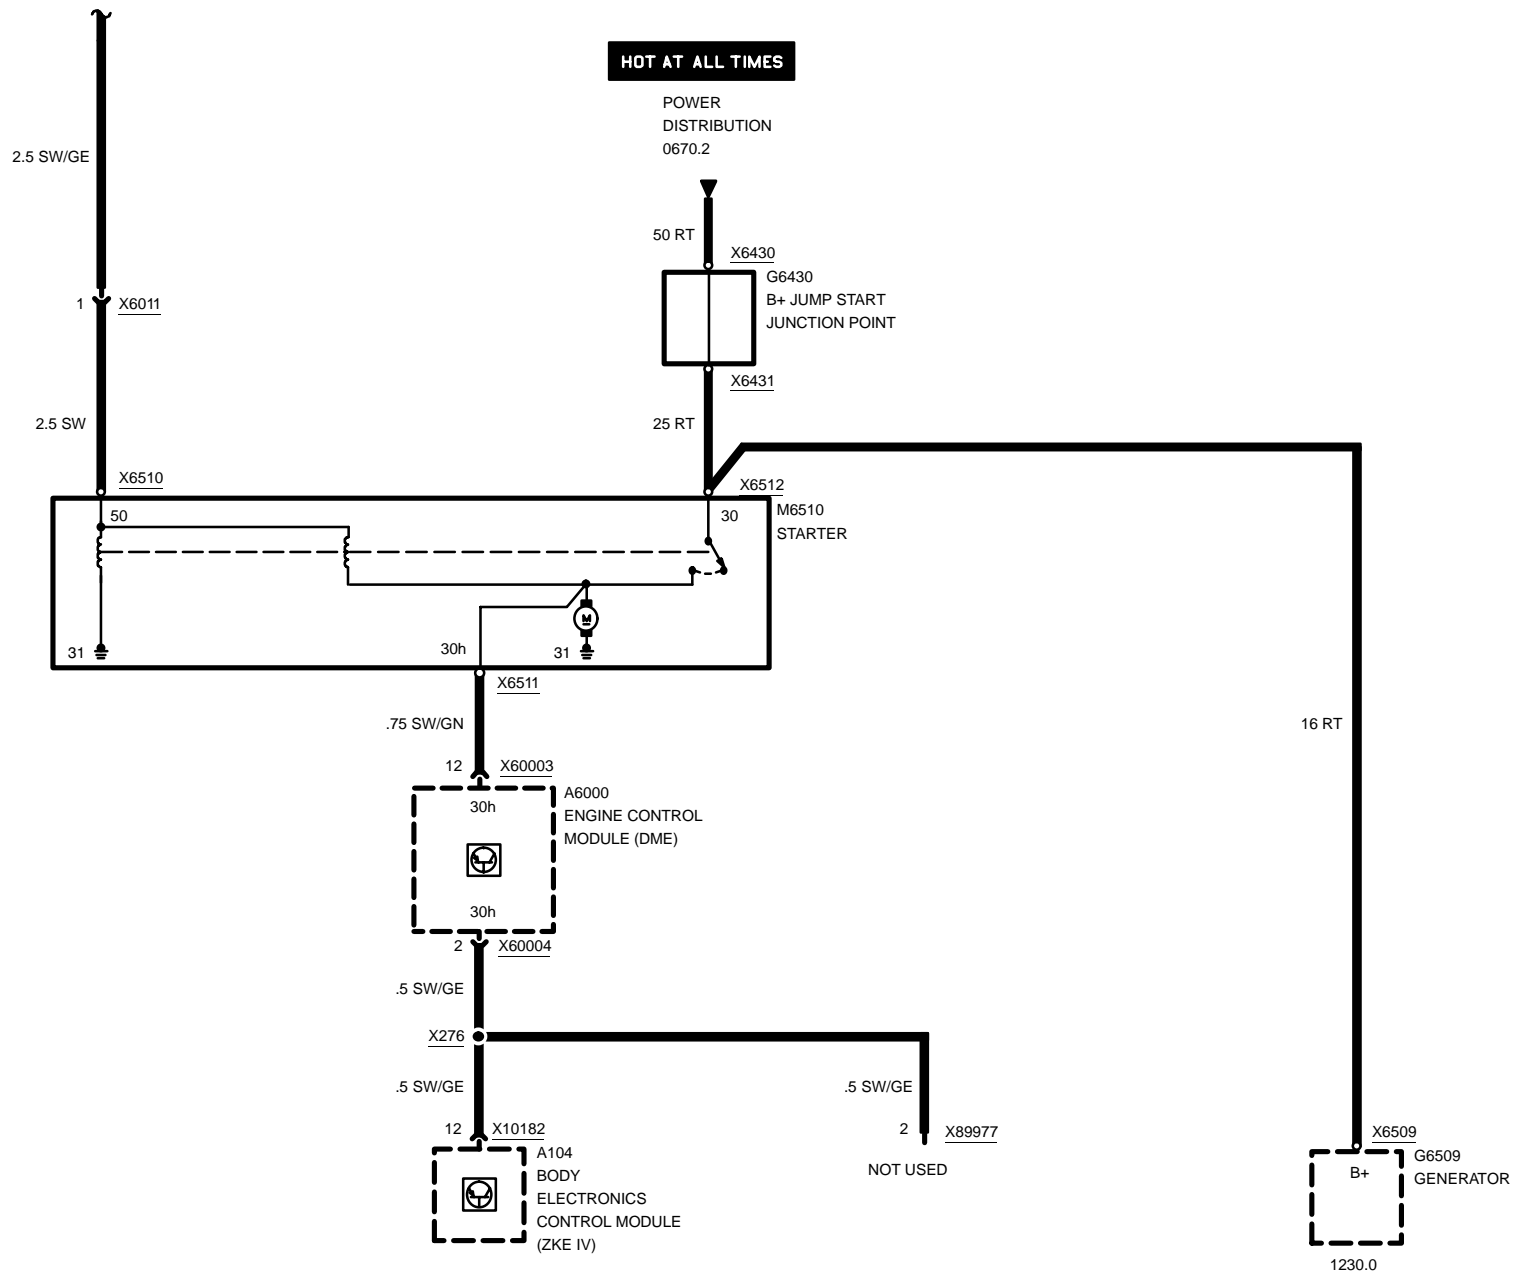 HOT AT ALL TIMES
POWER
DISTRIBUTION
0670.2
2.5 SW/GE
50 RT
X6430
G6430
B+ JUMP START
JUNCTION POINT
1
X6011
X6431
2.5 SW
25 RT
X6510
X6512
M6510
STARTER
50
30
M
31
30h
31
X6511
.75 SW/GN
16 RT
12
X60003
A6000
ENGINE CONTROL
MODULE (DME)
30h
30h
2
X60004
.5 SW/GE
X276
.5 SW/GE
.5 SW/GE
12
X10182
2
X89977
NOT USED
A104
BODY
ELECTRONICS
CONTROL MODULE
(ZKE IV)
X6509
G6509
GENERATOR
B+
1230.0